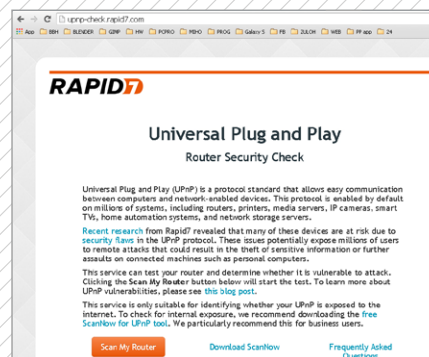 upnp-check.rapid7.com
App BBH BLENDER GIMP HW POPRO MIHO PROG Galaxy S FB ZULOH WEB PP app 24
RAPID7
Universal Plug and Play
Router Security Check
Universal Plug and Play (UPnP) is a protocol standard that allows easy communication
between computers and network-enabled devices. This protocol is enabled by default
on millions of systems, including routers, printers, media servers, IP cameras, smart
TVs, home automation systems, and network storage servers.
Recent research from Rapid7 revealed that many of these devices are at risk due to
security flaws in the UPnP protocol. These issues potentially expose millions of users
to remote attacks that could result in the theft of sensitive information or further
assaults on connected machines such as personal computers.
This service can test your router and determine whether it is vulnerable to attack.
Clicking the Scan My Router button below will start the test. To learn more about
UPnP vulnerabilities, please see this blog post.
This service is only suitable for identifying whether your UPnP is exposed to the
internet. To check for internal exposure, we recommend downloading the free
ScanNow for UPnP tool. We particularly recommend this for business users.
Scan My Router Download ScanNow Frequently Asked
Questions